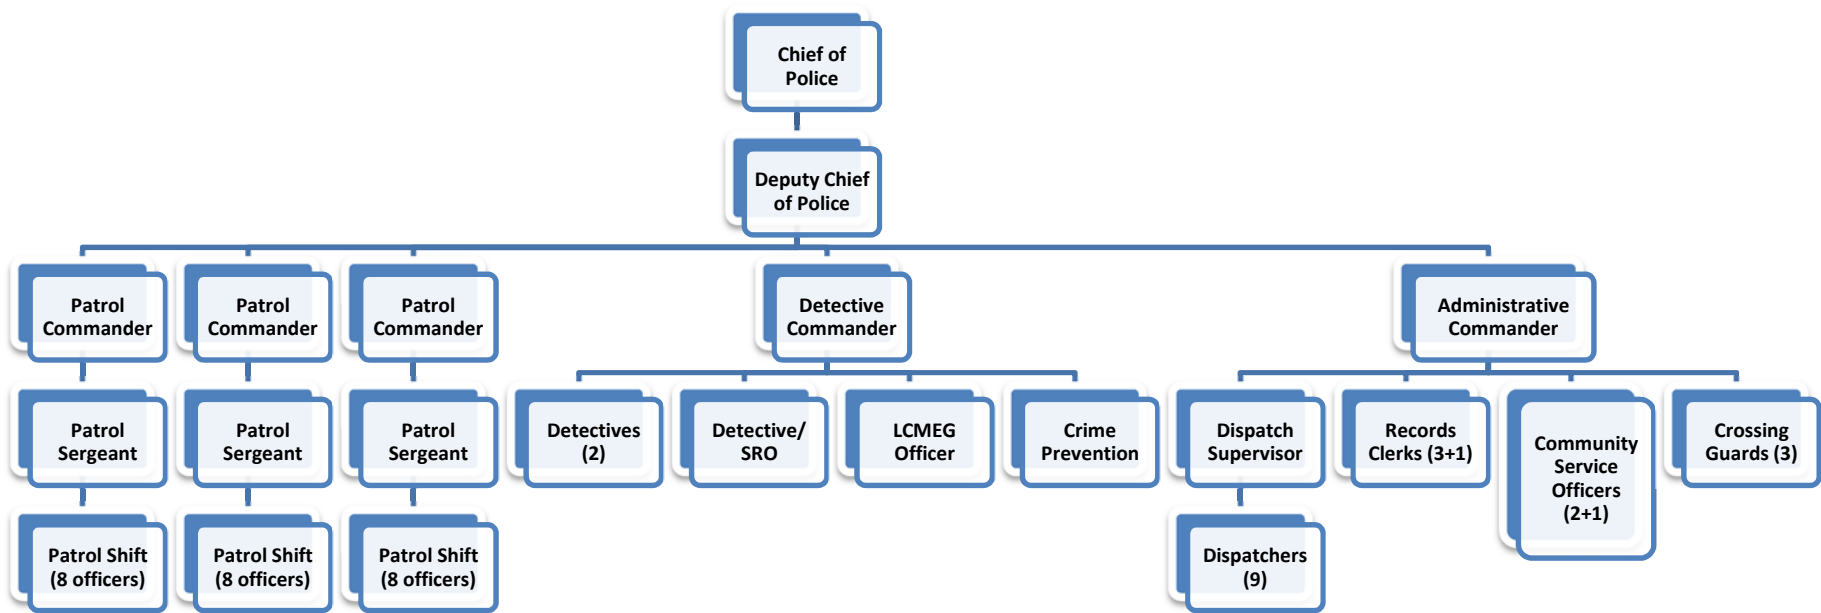 Chief of
Police
Deputy Chief
of Police
Patrol
Commander
Patrol
Commander
Patrol
Commander
Detective
Commander
Administrative
Commander
Patrol
Sergeant
Patrol
Sergeant
Patrol
Sergeant
Detectives
(2)
Detective/
SRO
LCMEG
Officer
Crime
Prevention
Dispatch
Supervisor
Records
Clerks (3+1)
Community
Service
Officers
(2+1)
Crossing
Guards (3)
Patrol Shift
(8 officers)
Patrol Shift
(8 officers)
Patrol Shift
(8 officers)
Dispatchers
(9)